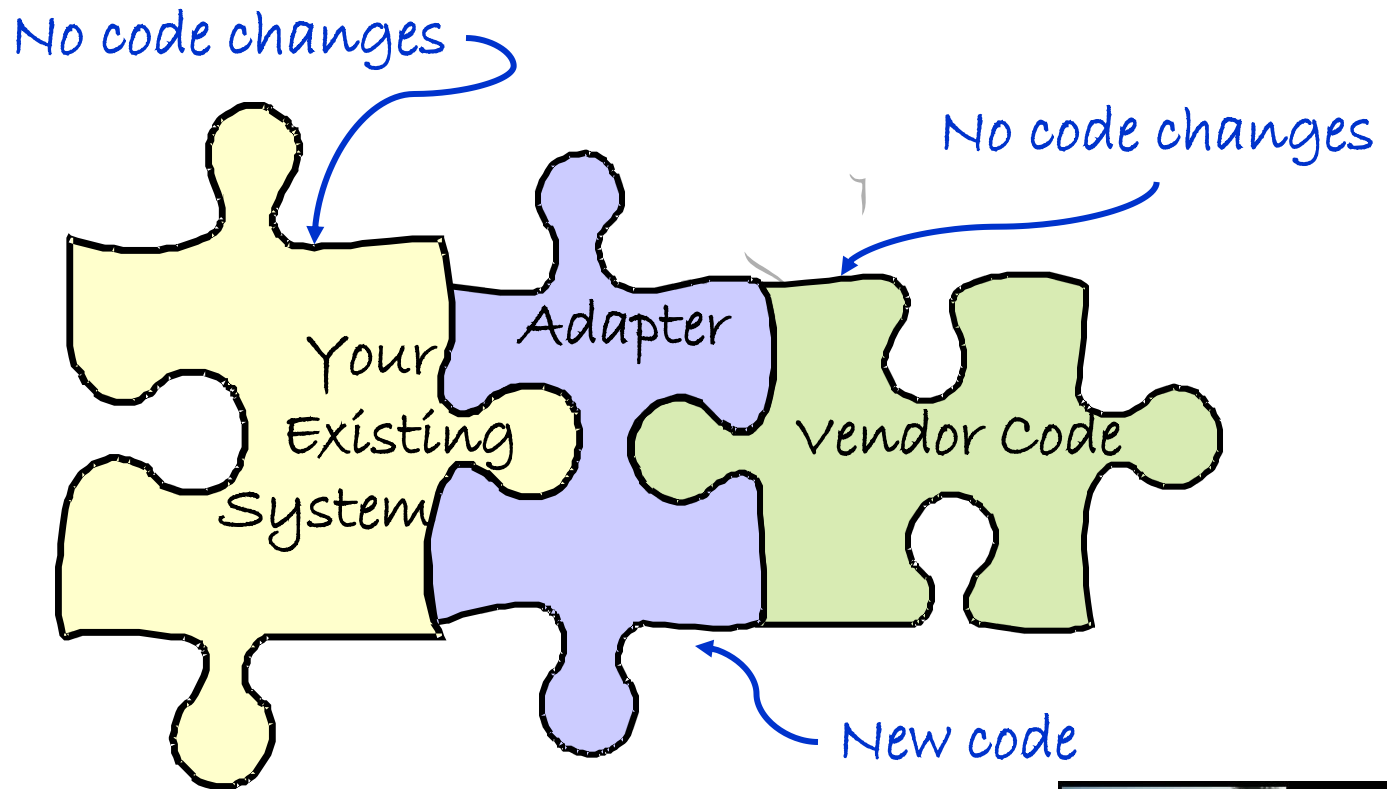 No code changes
No code changes
Adapter
Your
Existing
System
Vendor Code
New code